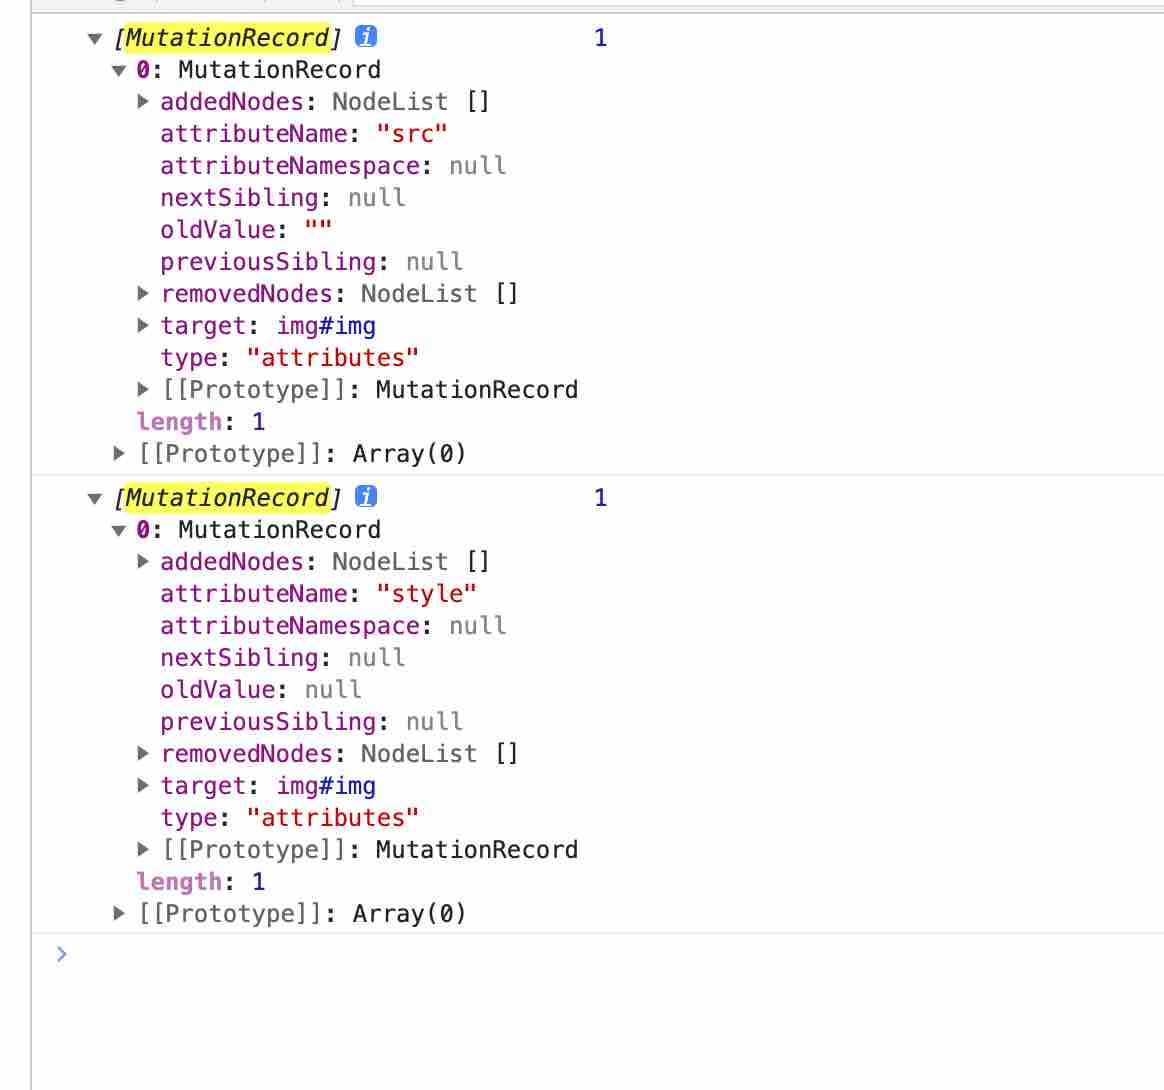 [MutationRecord] i 1
0: MutationRecord
addedNodes: NodeList []
attributeName: "src"
attributeNamespace: null
nextSibling: null
oldValue: ""
previousSibling: null
removedNodes: NodeList []
target: img#img
type: "attributes"
[[Prototype]]: MutationRecord
length: 1
[[Prototype]]: Array(0)
[MutationRecord] i 1
0: MutationRecord
addedNodes: NodeList []
attributeName: "style"
attributeNamespace: null
nextSibling: null
oldValue: null
previousSibling: null
removedNodes: NodeList []
target: img#img
type: "attributes"
[[Prototype]]: MutationRecord
length: 1
[[Prototype]]: Array(0)